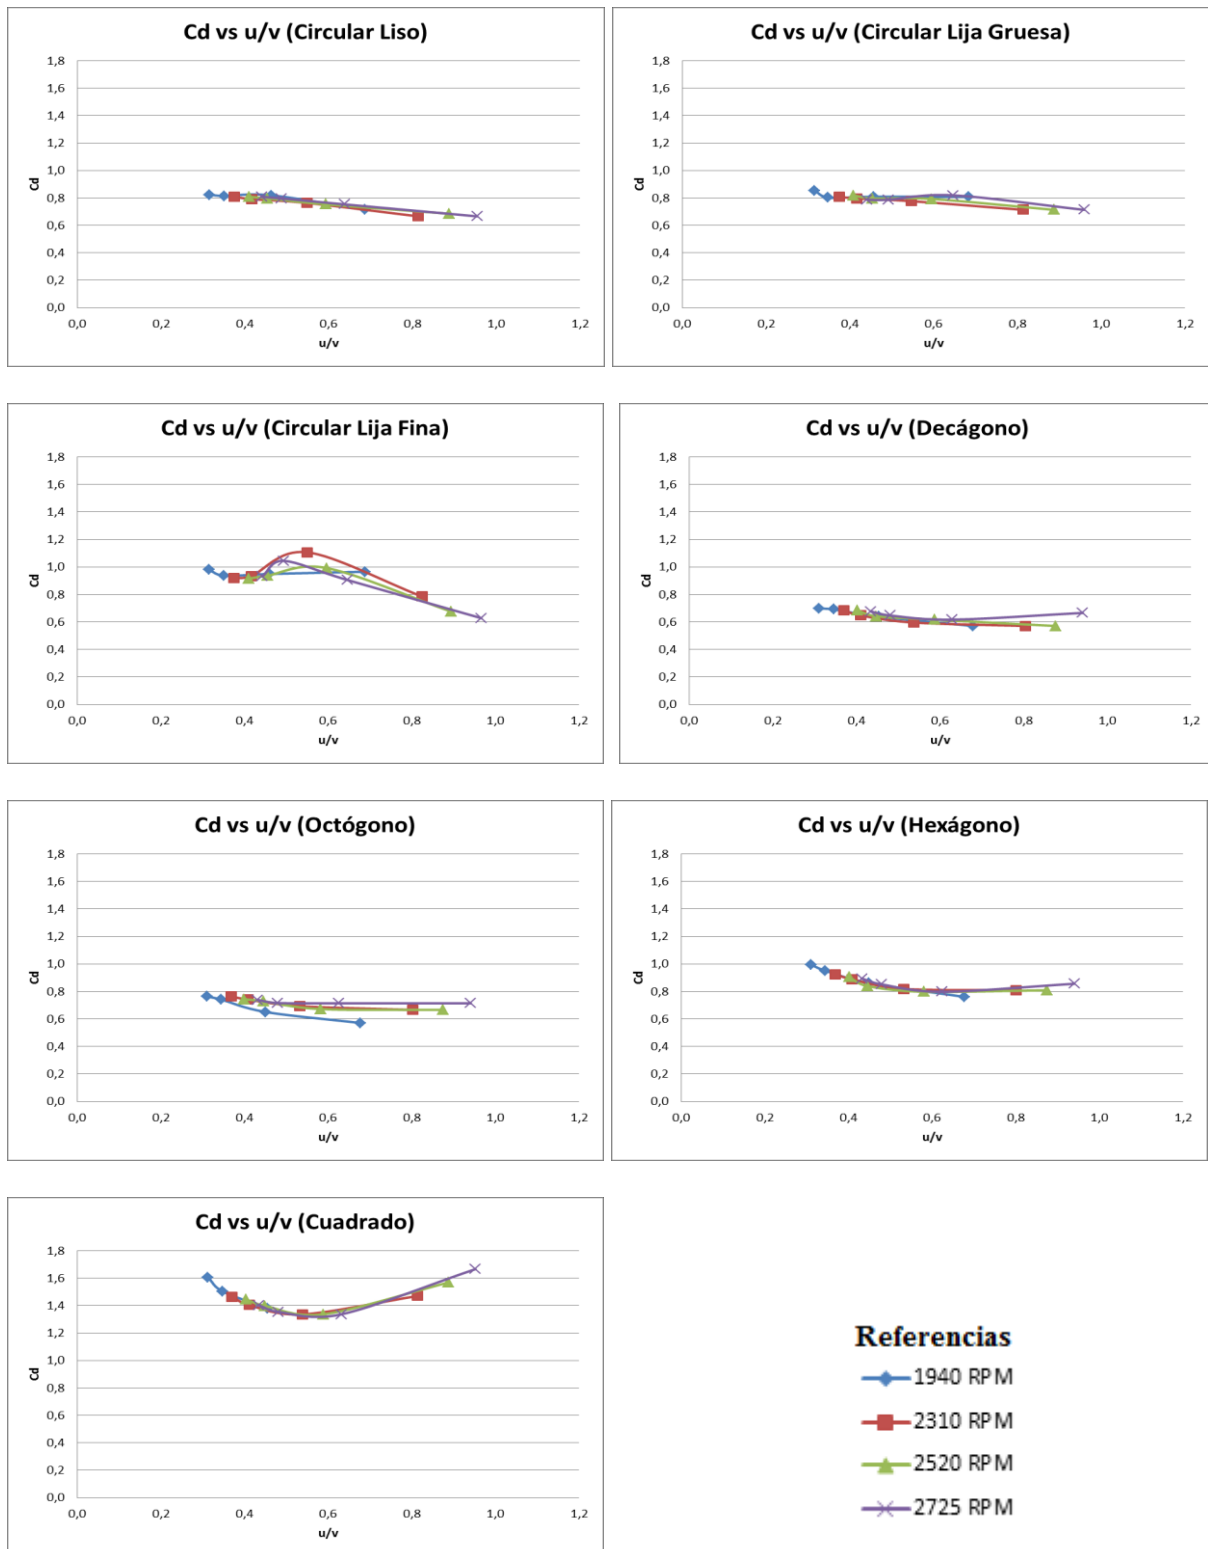 Cd vs u/v (Circular Liso)
1,8
1,6
1,4
1,2
1,0
0,8
0,6
0,4
0,2
0,0
Cd
0,0 0,2 0,4 0,6 0,8 1,0 1,2
u/v
Cd vs u/v (Circular Lija Gruesa)
1,8
1,6
1,4
1,2
1,0
0,8
0,6
0,4
0,2
0,0
Cd
0,0 0,2 0,4 0,6 0,8 1,0 1,2
u/v
Cd vs u/v (Circular Lija Fina)
1,8
1,6
1,4
1,2
1,0
0,8
0,6
0,4
0,2
0,0
Cd
0,0 0,2 0,4 0,6 0,8 1,0 1,2
u/v
Cd vs u/v (Decágono)
1,8
1,6
1,4
1,2
1,0
0,8
0,6
0,4
0,2
0,0
Cd
0,0 0,2 0,4 0,6 0,8 1,0 1,2
u/v
Cd vs u/v (Octógono)
1,8
1,6
1,4
1,2
1,0
0,8
0,6
0,4
0,2
0,0
Cd
0,0 0,2 0,4 0,6 0,8 1,0 1,2
u/v
Cd vs u/v (Hexágono)
1,8
1,6
1,4
1,2
1,0
0,8
0,6
0,4
0,2
0,0
Cd
0,0 0,2 0,4 0,6 0,8 1,0 1,2
u/v
Cd vs u/v (Cuadrado)
1,8
1,6
1,4
1,2
1,0
0,8
0,6
0,4
0,2
0,0
Cd
0,0 0,2 0,4 0,6 0,8 1,0 1,2
u/v
Referencias
1940 RPM
2310 RPM
2520 RPM
2725 RPM